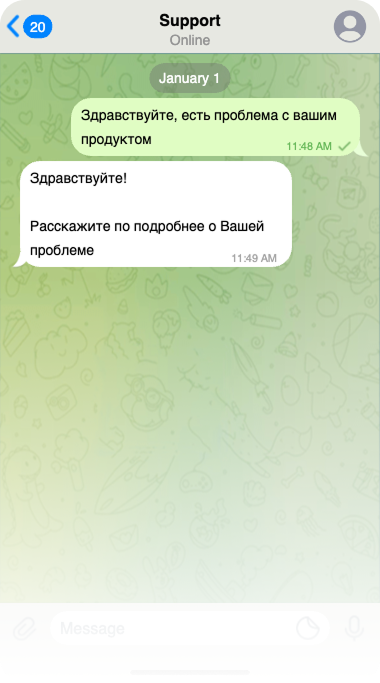 20
Support
Online
January 1
Здравствуйте, есть проблема с вашим
продуктом
11:48 AM
Здравствуйте!
Расскажите по подробнее о Вашей
проблеме
11:49 AM
Message